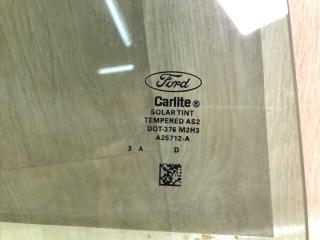 Ford
Carlite®
SOLAR TINT
TEMPERED AS2
DOT-376 M2H3
A25712-A
3 A D